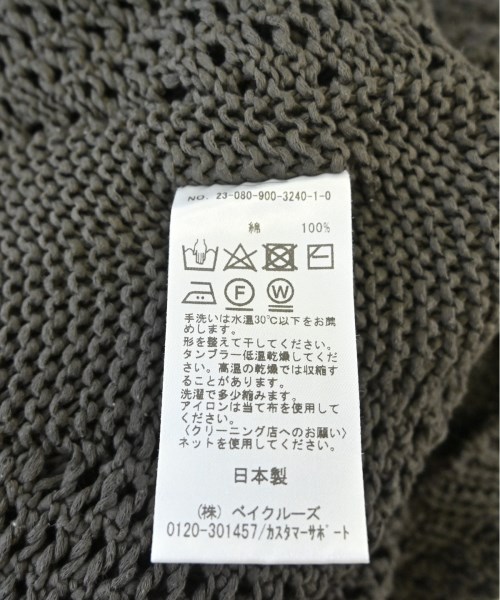 NO. 23-080-900-3240-1-0
綿 100%
F W
手洗いは水温30℃以下をお薦
めします。
形を整えて干してください。
タンブラー低温乾燥してくだ
さい。高温の乾燥では収縮す
ることがあります。
洗濯で多少縮みます。
アイロンは当て布を使用して
ください。
〈クリーニング店へのお願い〉
ネットを使用してください。
日本製
(株) ベイクルーズ
0120-301457/カスタマーサポート